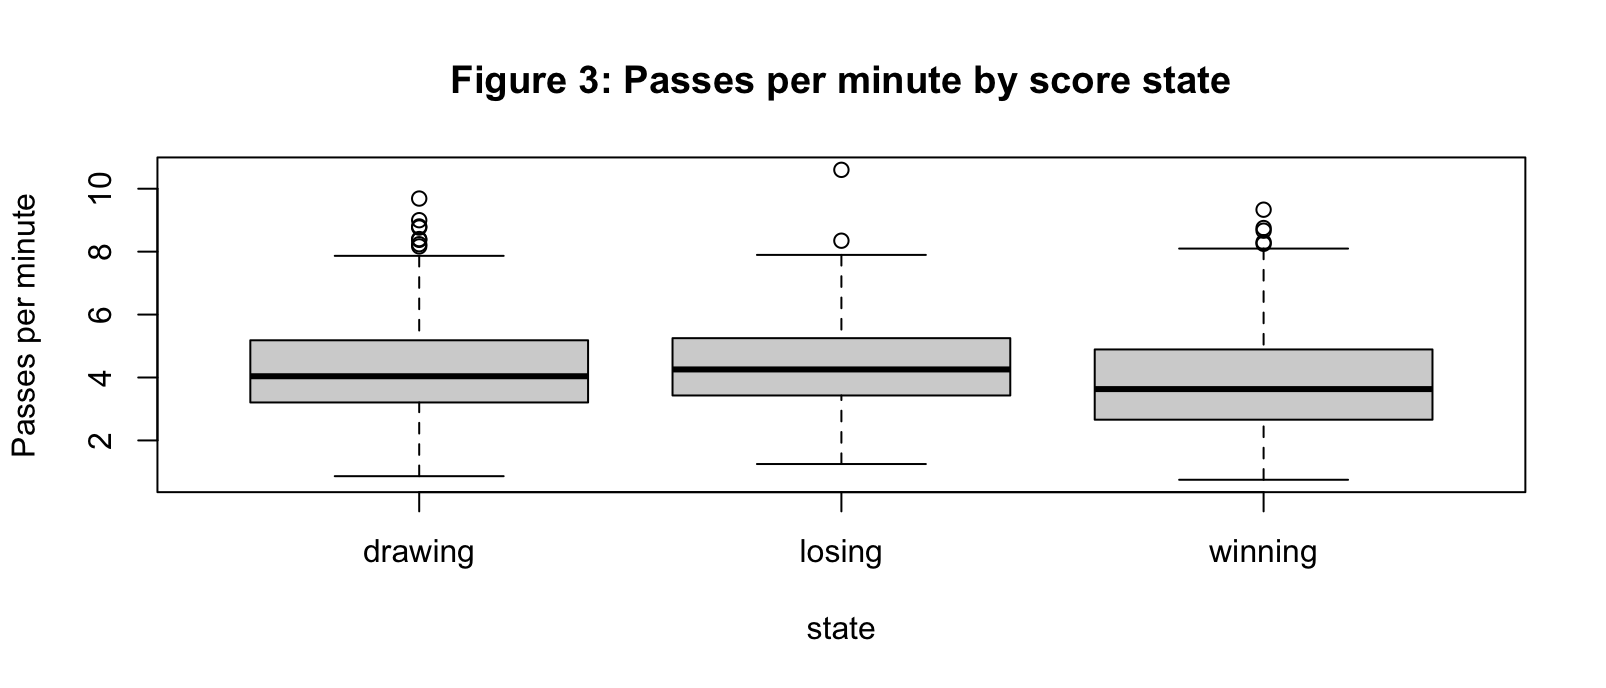 Figure 3: Passes per minute by score state
Passes per minute
10
8
6
4
2
drawing losing winning
state